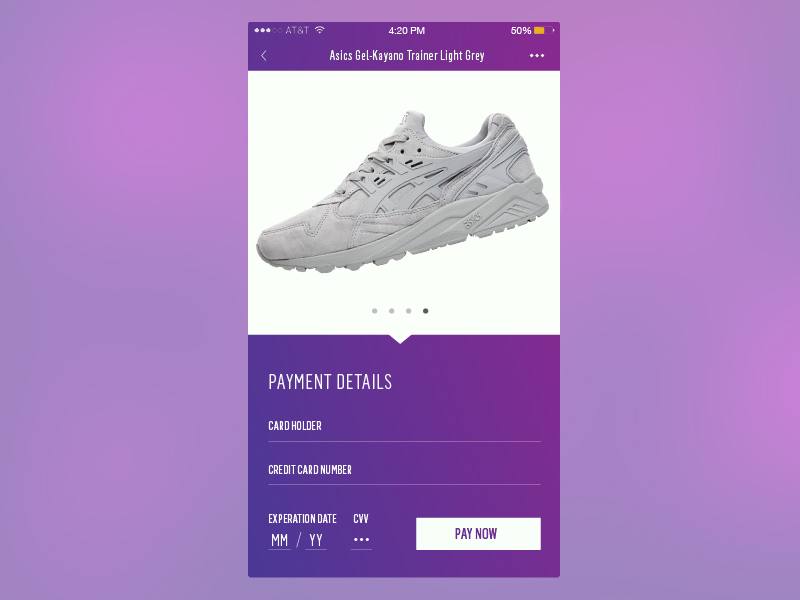 AT&T 4:20 PM 50%
Asics Gel-Kayano Trainer Light Grey
asics
PAYMENT DETAILS
CARD HOLDER
CREDIT CARD NUMBER
EXPERATION DATE CVV
MM / YY PAY NOW